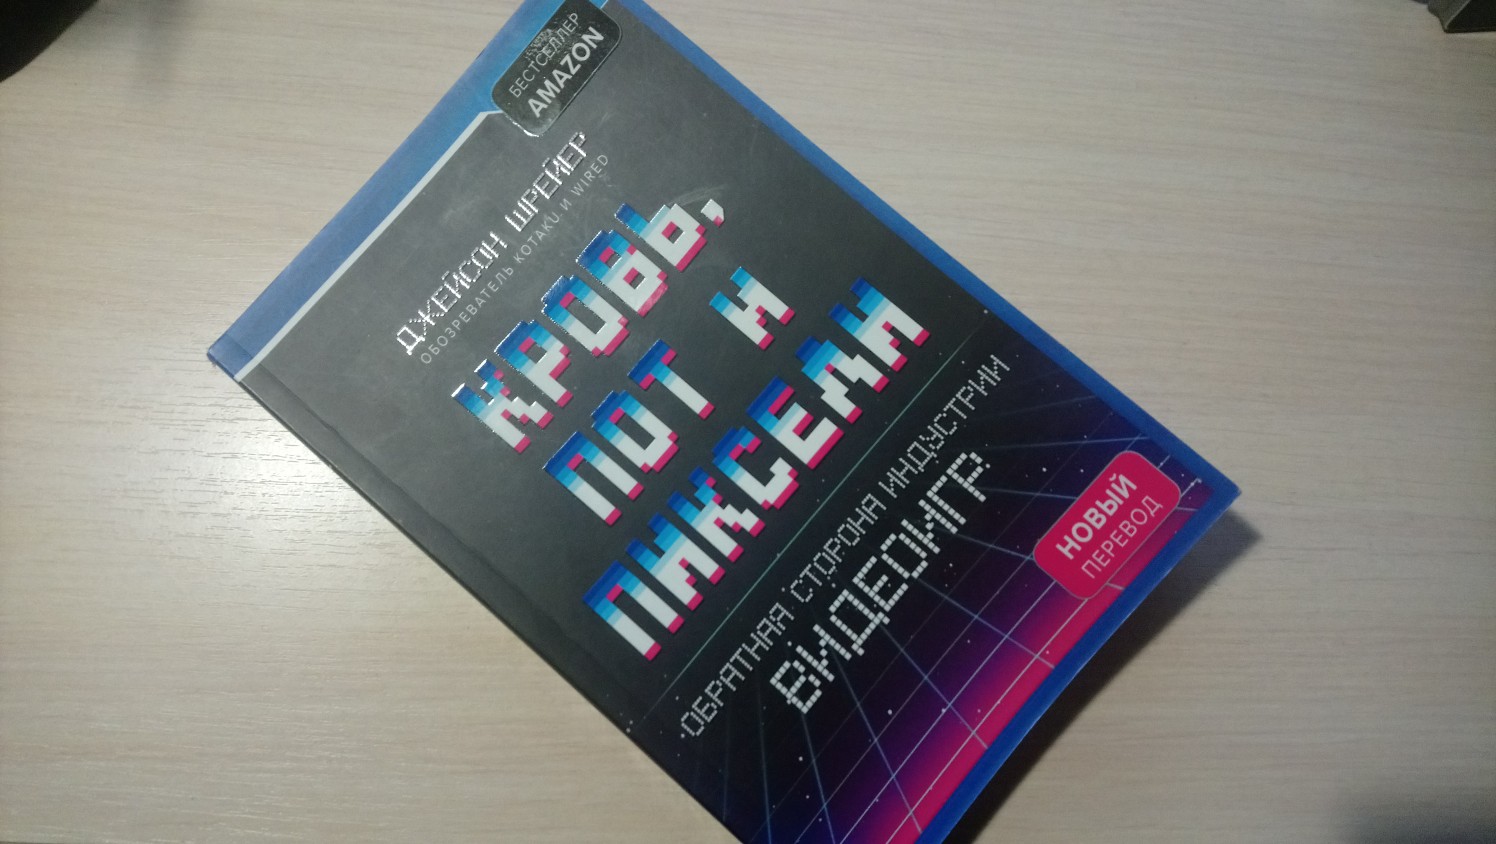 БЕСТСЕЛЛЕР
AMAZON
ДЖЕЙСОН ШРЕЙЕР
ОБОЗРЕВАТЕЛЬ KOTAKU И WIRED
КРОВЬ,
ПОТ И
ПИКСЕЛИ
ОБРАТНАЯ СТОРОНА ИНДУСТРИИ
ВИДЕОИГР
НОВЫЙ
ПЕРЕВОД